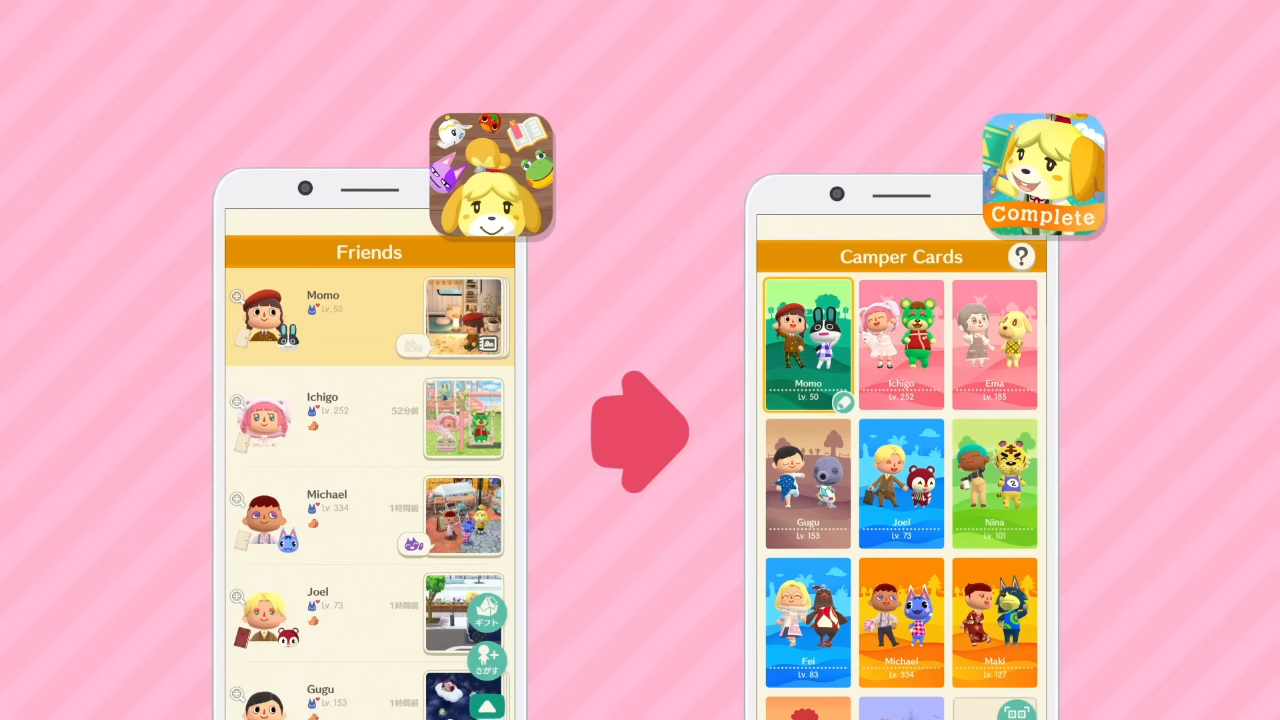 Friends
Momo
Lv. 50
Ichigo
Lv. 252
52分前
Michael
Lv. 334
1時間前
Joel
Lv. 73
1時間前
ギフト
さがす
Gugu
Lv. 153
1時間前
Complete
Camper Cards
?
Momo
Lv. 50
Ichigo
Lv. 252
Ema
Lv. 185
Gugu
Lv. 153
Joel
Lv. 73
2
Nina
Lv. 101
Fei
Lv. 83
Michael
Lv. 334
Maki
Lv. 127